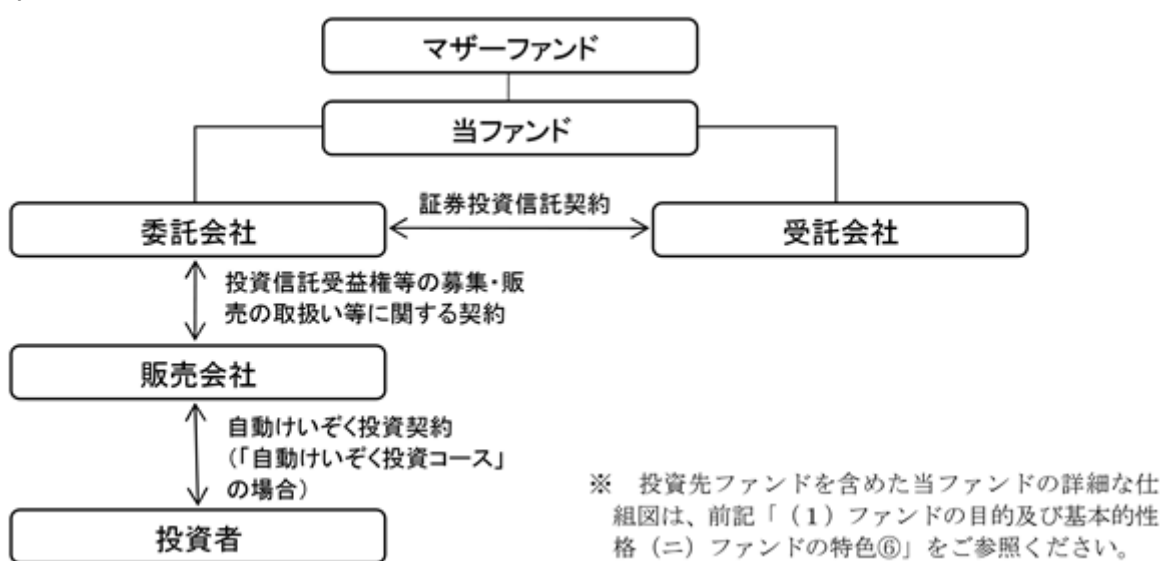 マザーファンド
当ファンド
証券投資信託契約
委託会社
受託会社
投資信託受益権等の募集・販
売の取扱い等に関する契約
販売会社
自動けいぞく投資契約
(「自動けいぞく投資コース」
の場合)
投資者
※　投資先ファンドを含めた当ファンドの詳細な仕
組図は、前記「（1）ファンドの目的及び基本的性
格（ニ）ファンドの特色⑥」をご参照ください。